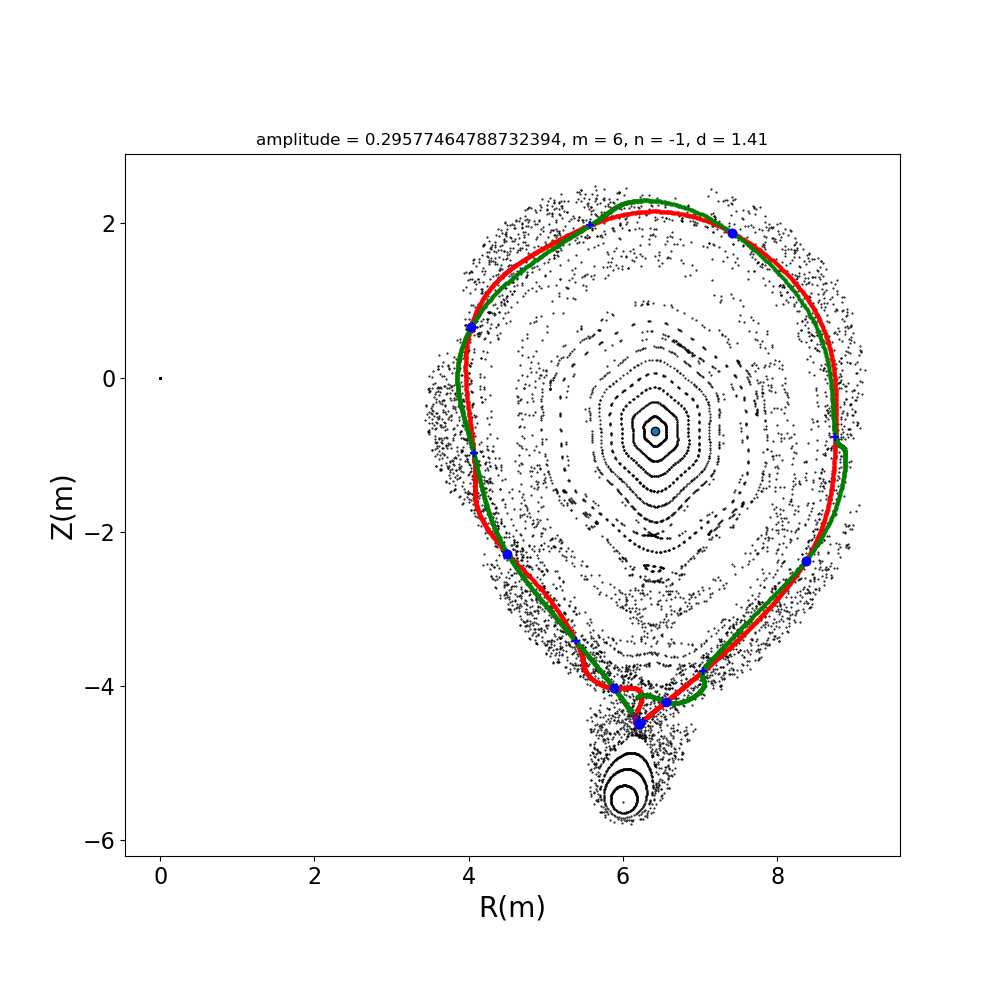 amplitude = 0.29577464788732394, m = 6, n = -1, d = 1.41
2
0
−2
−4
−6
Z(m)
0 2 4 6 8
R(m)